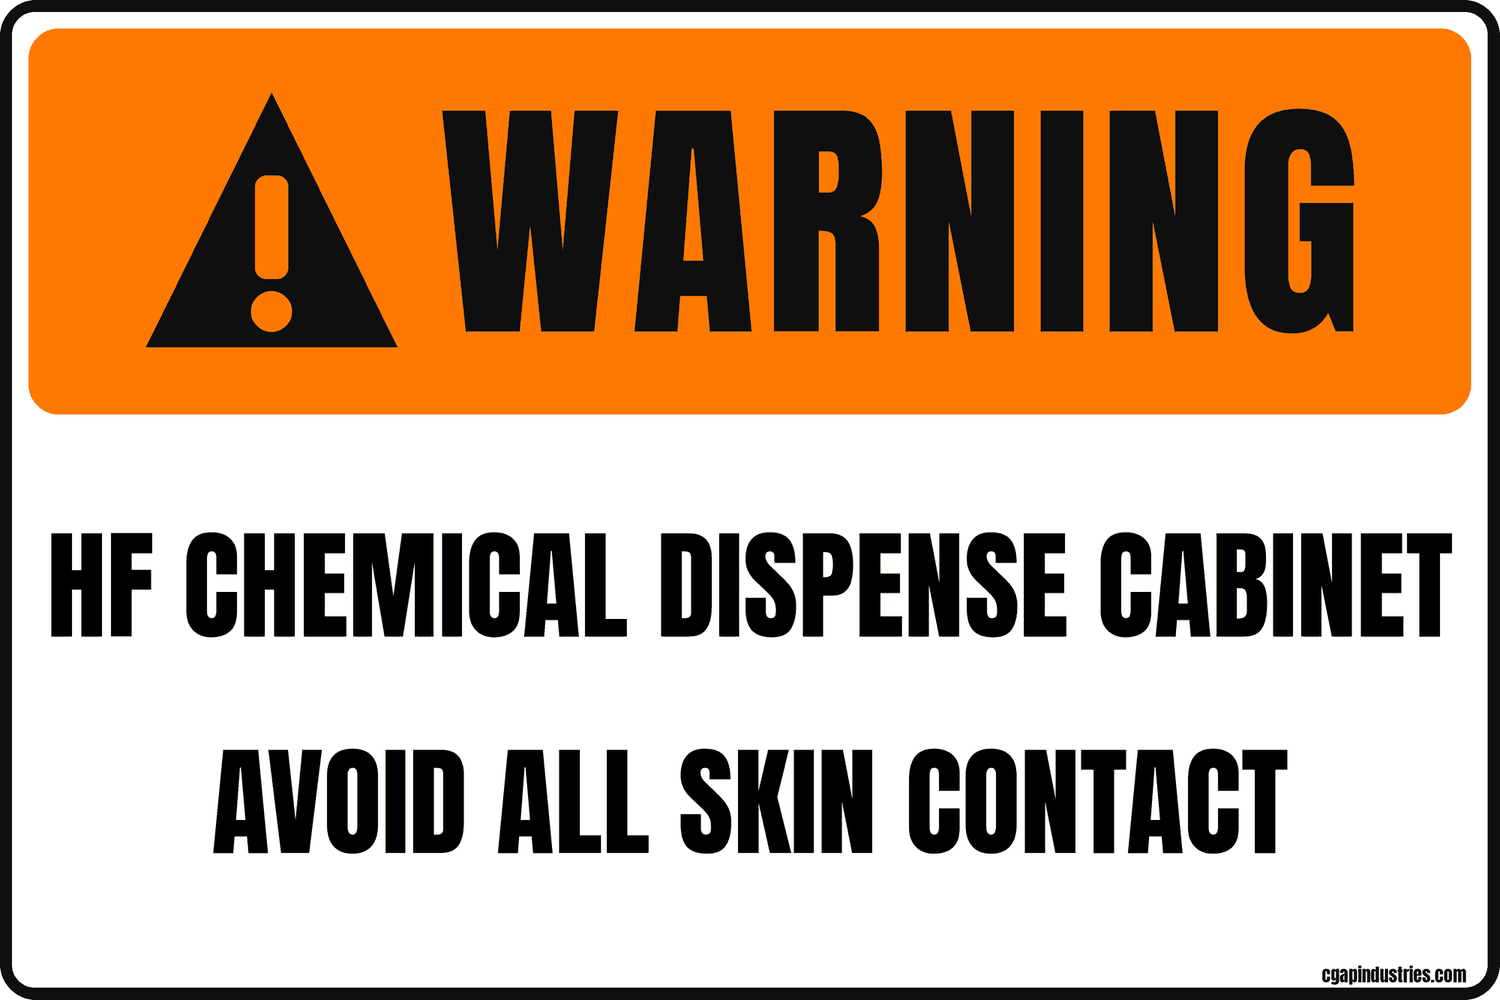 WARNING
HF CHEMICAL DISPENSE CABINET
AVOID ALL SKIN CONTACT
cgapindustries.com